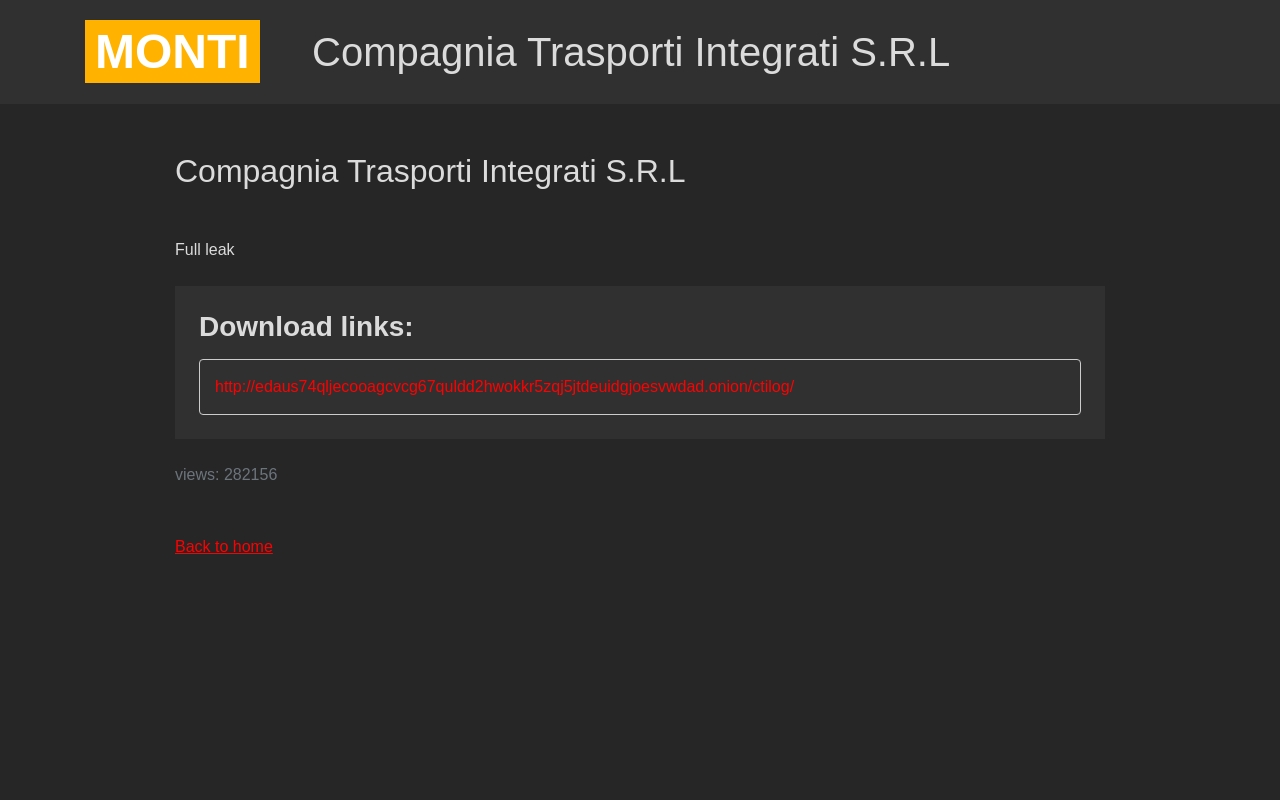 MONTI
Compagnia Trasporti Integrati S.R.L
Compagnia Trasporti Integrati S.R.L
Full leak
Download links:
http://edaus74qljecooagcvcg67quldd2hwokkr5zqj5jtdeuidgjoesvwdad.onion/ctilog/
views: 282156
Back to home